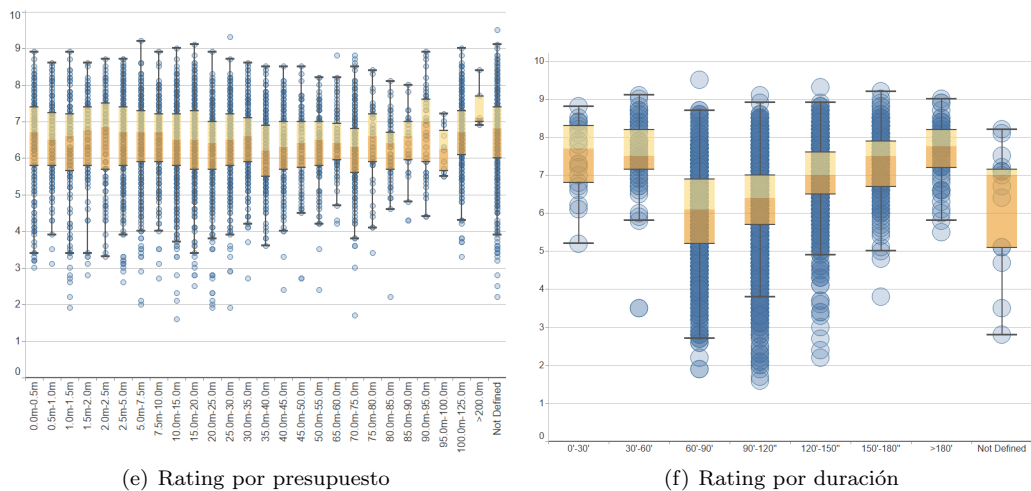 10
9
8
7
6
5
4
3
2
1
0
0.0m-0.5m
0.5m-1.0m
1.0m-1.5m
1.5m-2.0m
2.0m-2.5m
2.5m-5.0m
5.0m-7.5m
7.5m-10.0m
10.0m-15.0m
15.0m-20.0m
20.0m-25.0m
25.0m-30.0m
30.0m-35.0m
35.0m-40.0m
40.0m-45.0m
45.0m-50.0m
50.0m-55.0m
65.0m-60.0m
70.0m-75.0m
75.0m-80.0m
80.0m-85.0m
85.0m-90.0m
90.0m-95.0m
95.0m-100.0m
100.0m-125.0m
>200.0m
Not Defined
(e) Rating por presupuesto
10
9
8
7
6
5
4
3
2
1
0
0'-30'
30'-60'
60'-90'
90'-120"
120'-150"
150'-180"
>180'
Not Defined
(f) Rating por duración